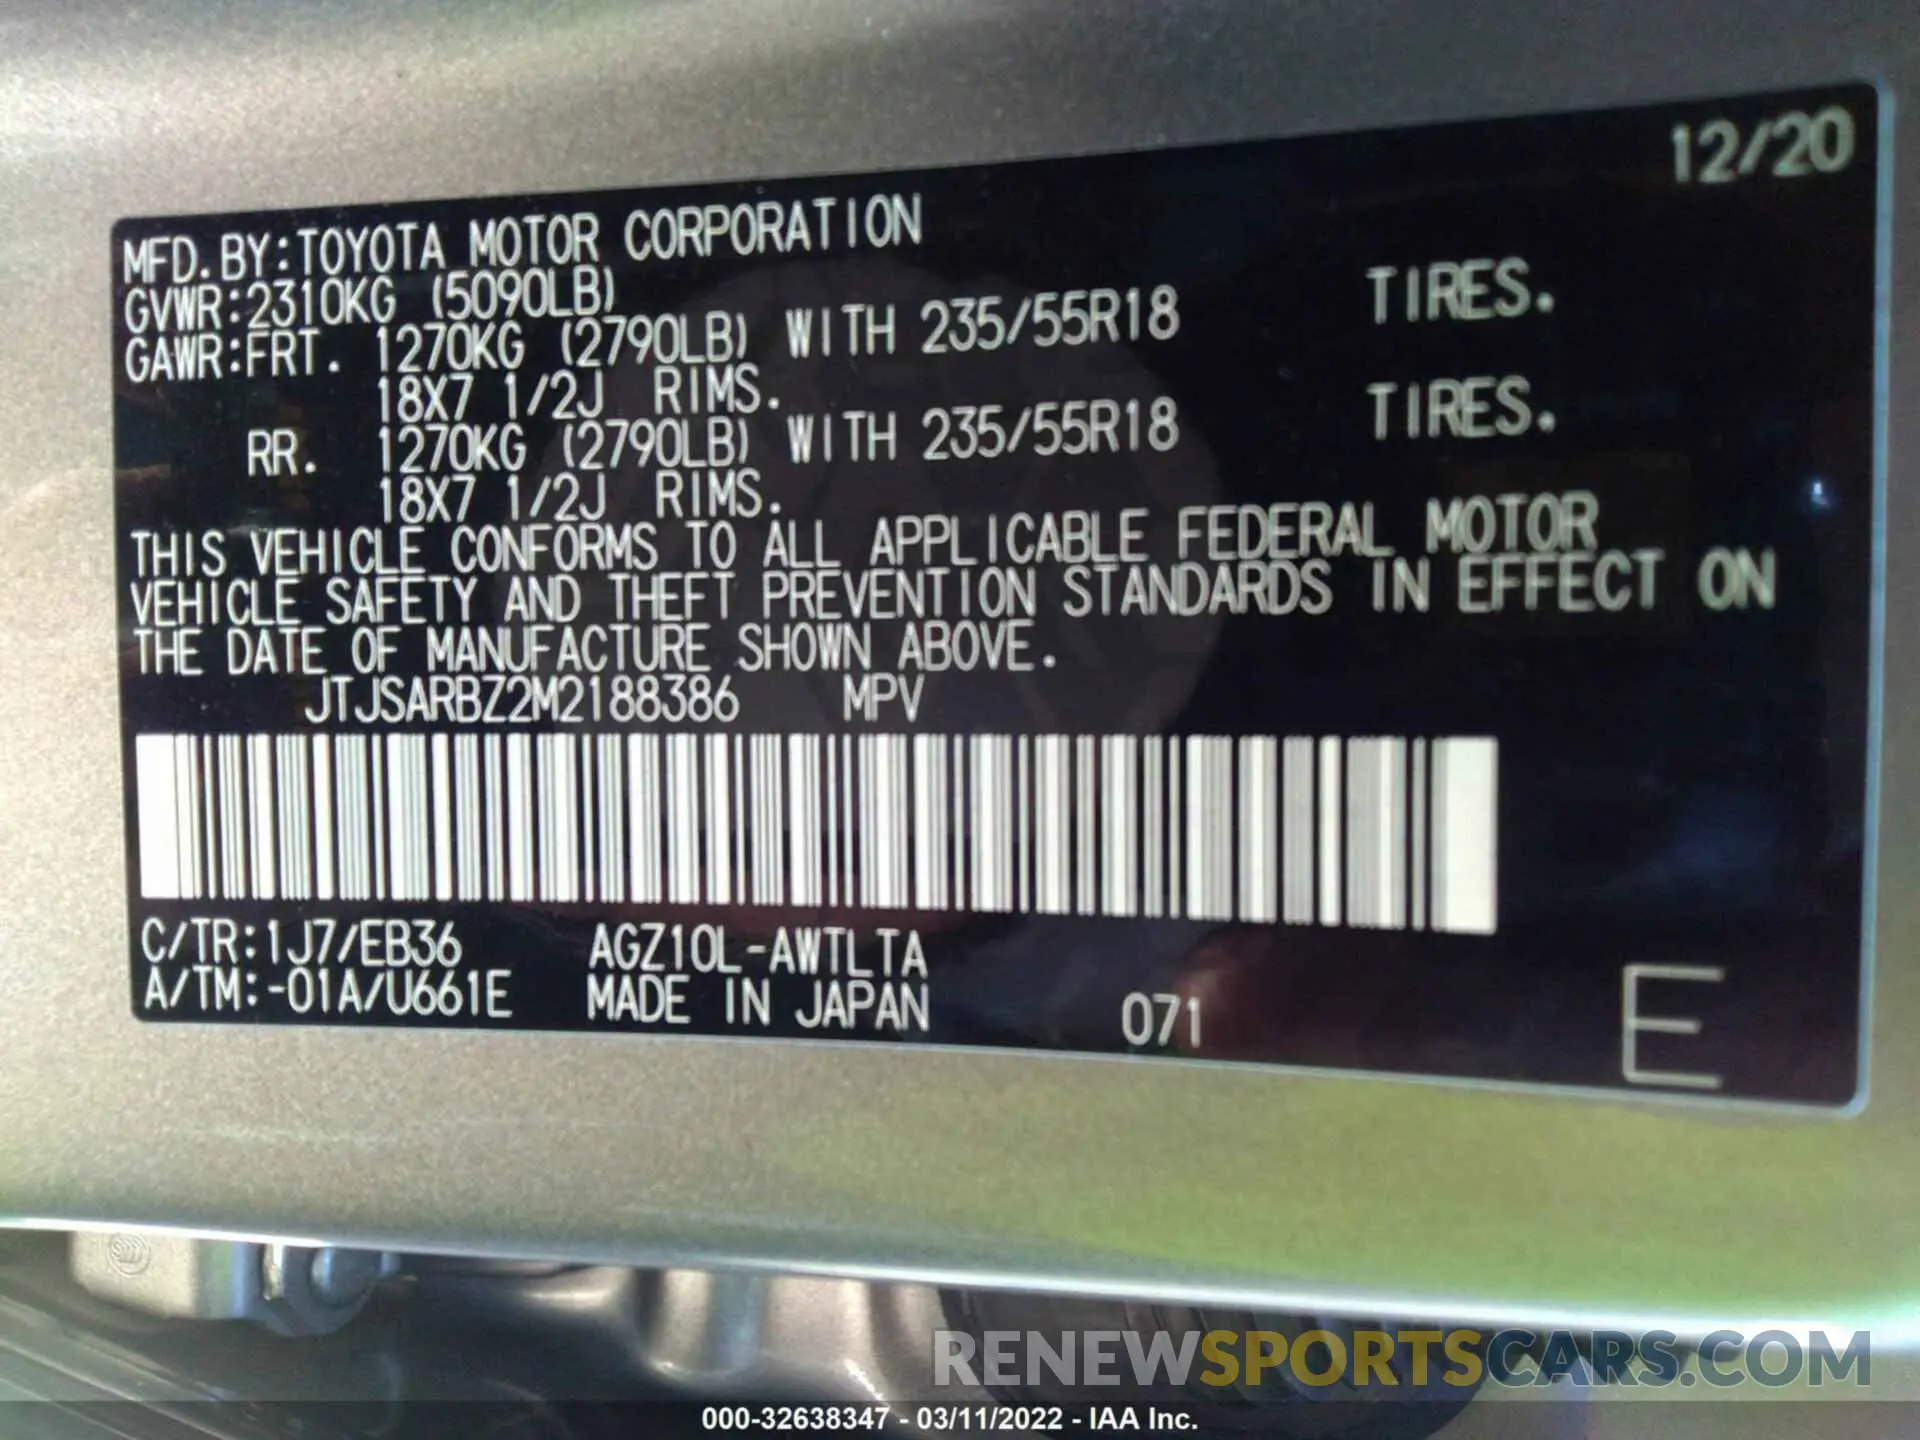 12/20
MFD.BY:TOYOTA MOTOR CORPORATION
GVWR:2310KG (5090LB)
GAWR:FRT. 1270KG (2790LB) WITH 235/55R18 TIRES.
18X7 1/2J RIMS.
RR. 1270KG (2790LB) WITH 235/55R18 TIRES.
18X7 1/2J RIMS.
THIS VEHICLE CONFORMS TO ALL APPLICABLE FEDERAL MOTOR
VEHICLE SAFETY AND THEFT PREVENTION STANDARDS IN EFFECT ON
THE DATE OF MANUFACTURE SHOWN ABOVE.
JTJSARBZ2M2188386 MPV
C/TR:1J7/EB36 AGZ10L-AWTLTA
A/TM:-01A/U661E MADE IN JAPAN 071 E
RENEWSPORTSCARS.COM
000-32638347 - 03/11/2022 - IAA Inc.